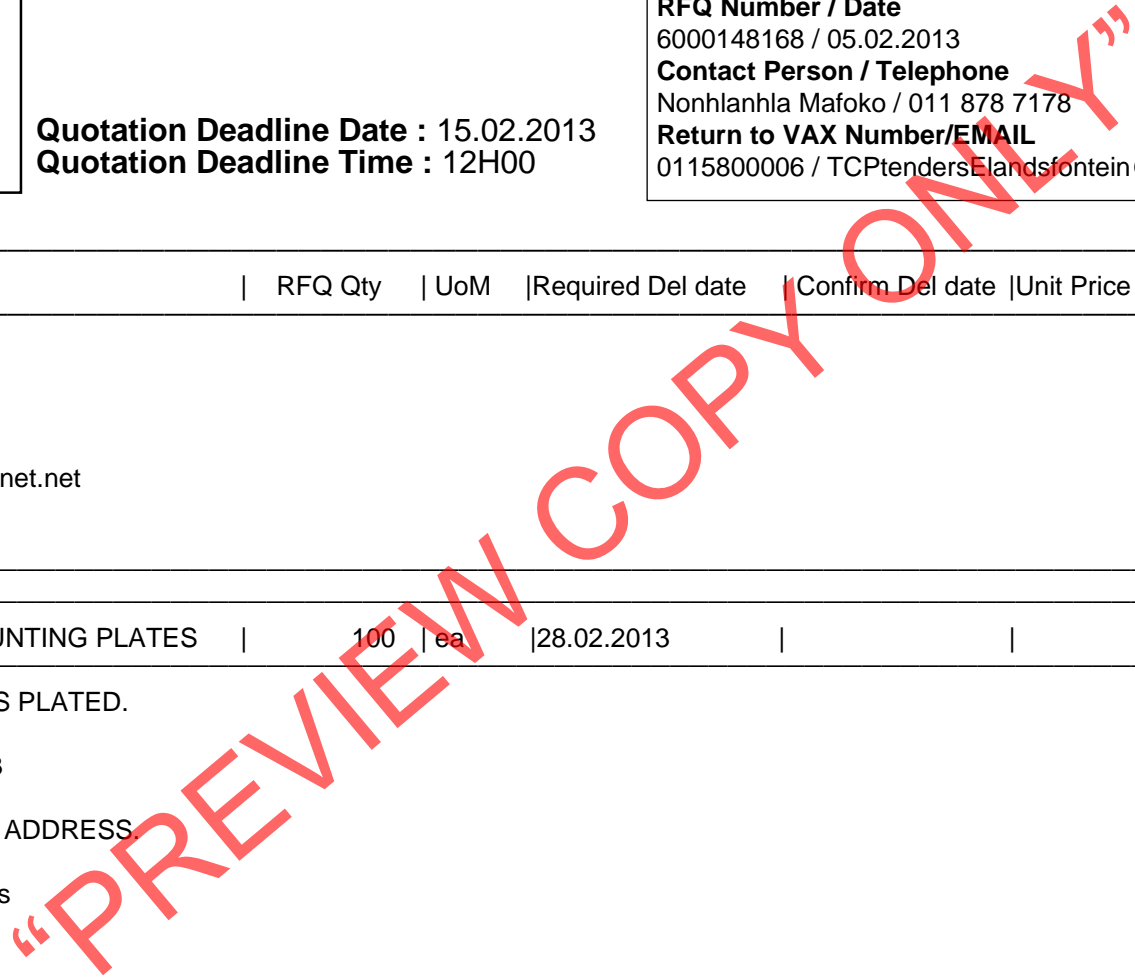 RFQ Number / Date
6000148168 / 05.02.2013
Contact Person / Telephone
Nonhlanhla Mafoko / 011 878 7178
Quotation Deadline Date : 15.02.2013
Return to VAX Number/EMAIL
Quotation Deadline Time : 12H00
0115800006 / TCPtendersElandsfontein
| RFQ Qty | UoM |Required Del date | Confirm Del date |Unit Price
net.net
UNTING PLATES | 100 | ea |28.02.2013 | |
S PLATED.
ADDRESS.
s
“PREVIEW COPY ONLY”